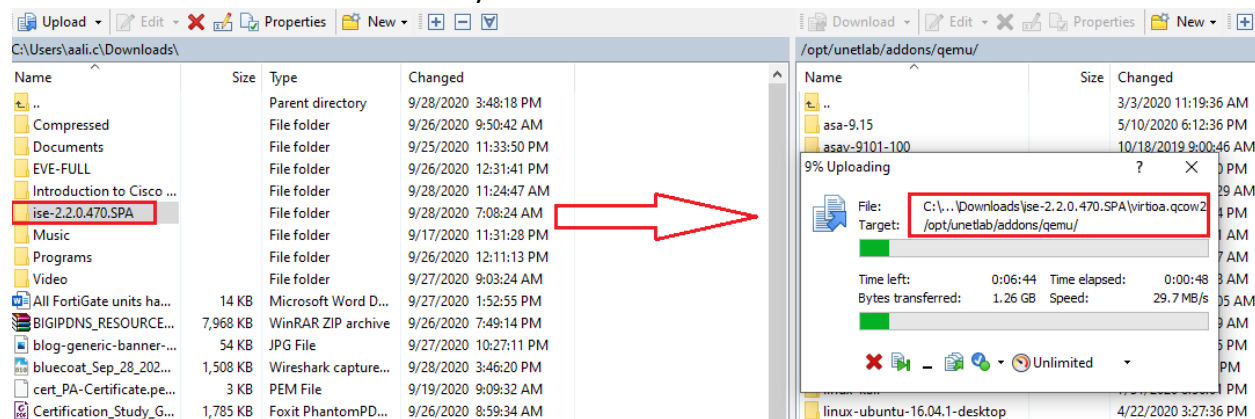 Upload Edit Properties New
Download Edit Properties New
C:\Users\aali.c\Downloads\
/opt/unetlab/addons/qemu/
Name Size Type Changed
Name Size Changed
.. Parent directory 9/28/2020 3:48:18 PM
.. 3/3/2020 11:19:36 AM
Compressed File folder 9/26/2020 9:50:42 AM
asa-9.15 5/10/2020 6:12:36 PM
Documents File folder 9/25/2020 11:33:50 PM
asav-9101-100 10/18/2019 9:00:46 AM
EVE-FULL File folder 9/26/2020 12:31:41 PM
Introduction to Cisco ... File folder 9/28/2020 11:24:47 AM
ise-2.2.0.470.SPA File folder 9/28/2020 7:08:24 AM
Music File folder 9/17/2020 11:31:28 PM
Programs File folder 9/26/2020 12:11:13 PM
Video File folder 9/27/2020 9:03:24 AM
All FortiGate units ha... 14 KB Microsoft Word D... 9/27/2020 1:52:55 PM
BIGIPDNS_RESOURCE... 7,968 KB WinRAR ZIP archive 9/26/2020 7:49:14 PM
blog-generic-banner-... 54 KB JPG File 9/27/2020 10:27:11 PM
bluecoat_Sep_28_202... 1,508 KB Wireshark capture... 9/28/2020 3:46:20 PM
cert_PA-Certificate.pe... 3 KB PEM File 9/19/2020 9:09:32 AM
Certification_Study_G... 1,785 KB Foxit PhantomPD... 9/26/2020 8:59:34 AM
9% Uploading ? ×
File: C:\...\Downloads\ise-2.2.0.470.SPA\virtioa.qcow2
Target: /opt/unetlab/addons/qemu/
Time left: 0:06:44 Time elapsed: 0:00:48
Bytes transferred: 1.26 GB Speed: 29.7 MB/s
Unlimited
linux-ubuntu-16.04.1-desktop 4/22/2020 3:27:36 PM